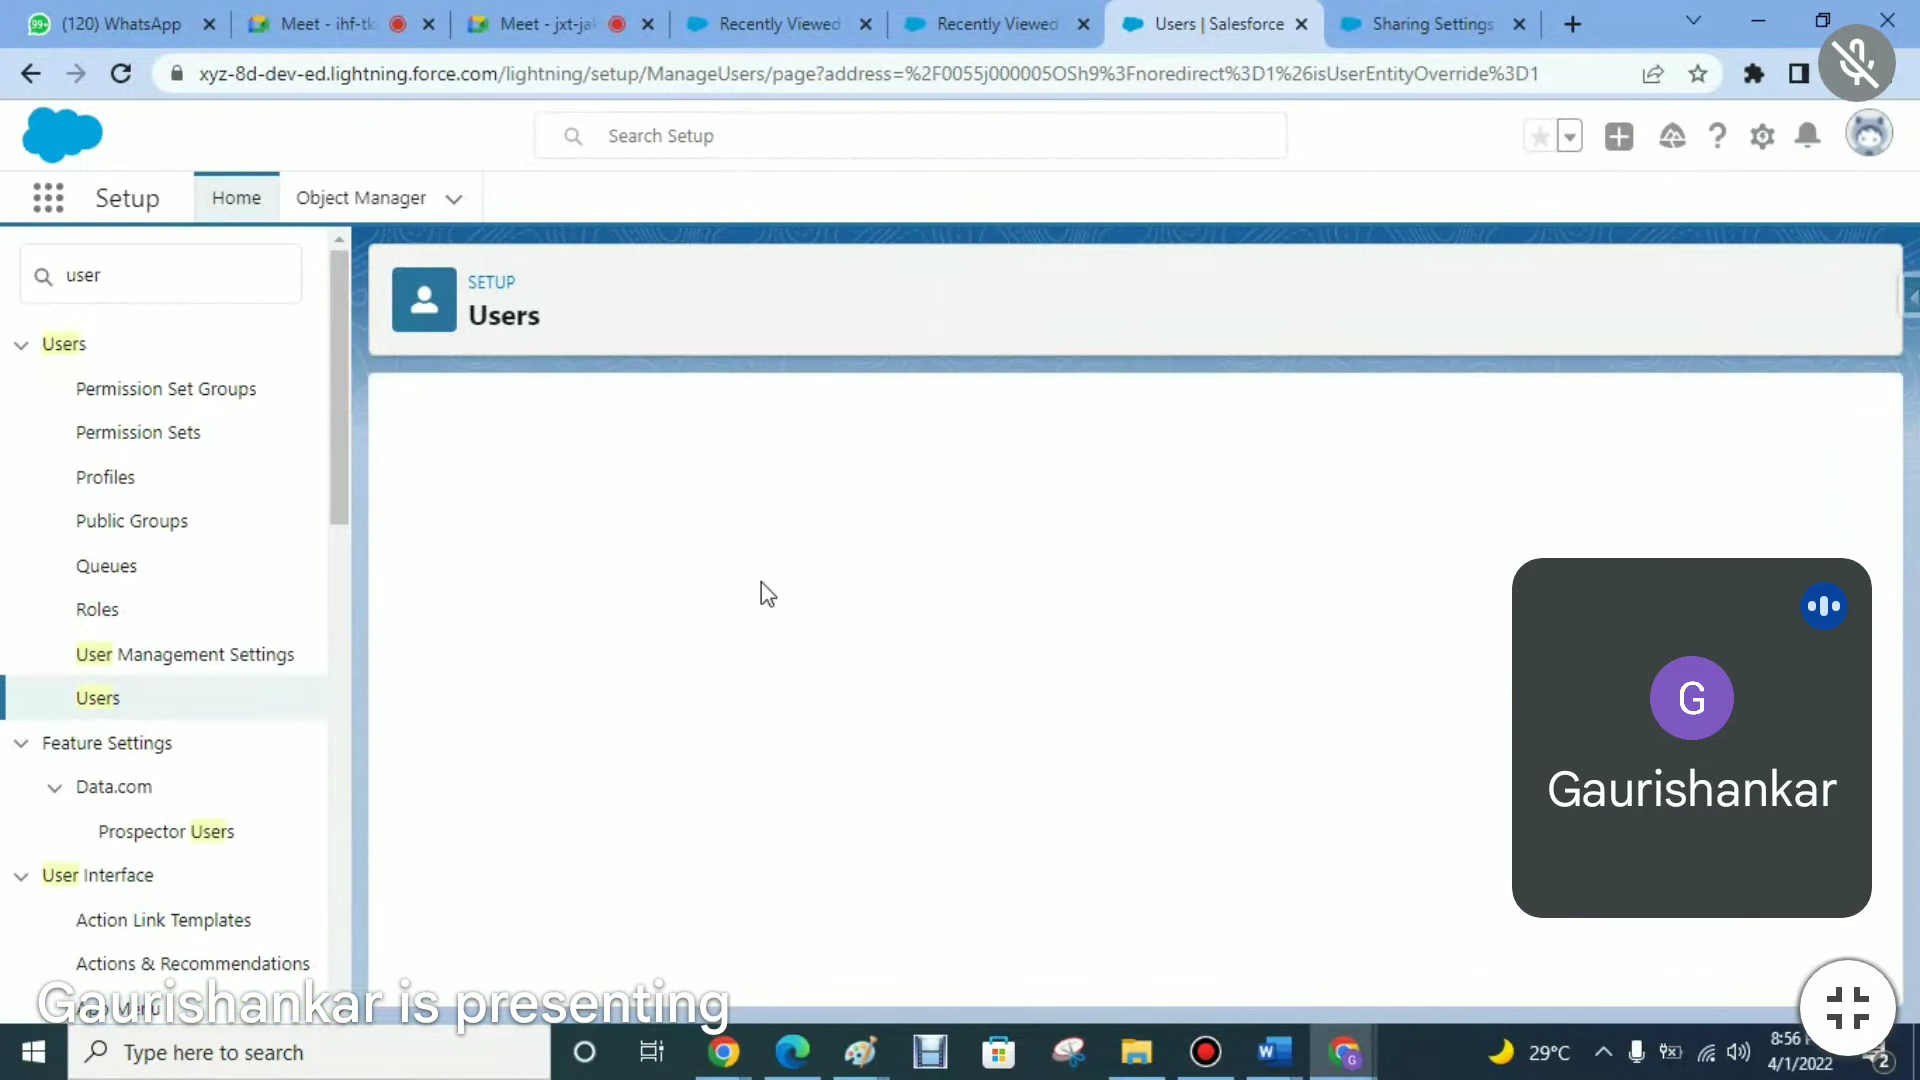 (120) WhatsApp
Meet - ihf-tk
Meet - jxt-ja
Recently Viewed
Recently Viewed
Users | Salesforce
Sharing Settings
xyz-8d-dev-ed.lightning.force.com/lightning/setup/ManageUsers/page?address=%2F0055j000005OSh9%3Fnoredirect%3D1%26isUserEntityOverride%3D1
Search Setup
Setup
Home
Object Manager
user
SETUP
Users
Users
Permission Set Groups
Permission Sets
Profiles
Public Groups
Queues
Roles
User Management Settings
Users
Feature Settings
Data.com
Prospector Users
User Interface
Action Link Templates
Actions & Recommendations
G
Gaurishankar
Gaurishankar is presenting
Type here to search
29°C
8:56
4/1/2022
2